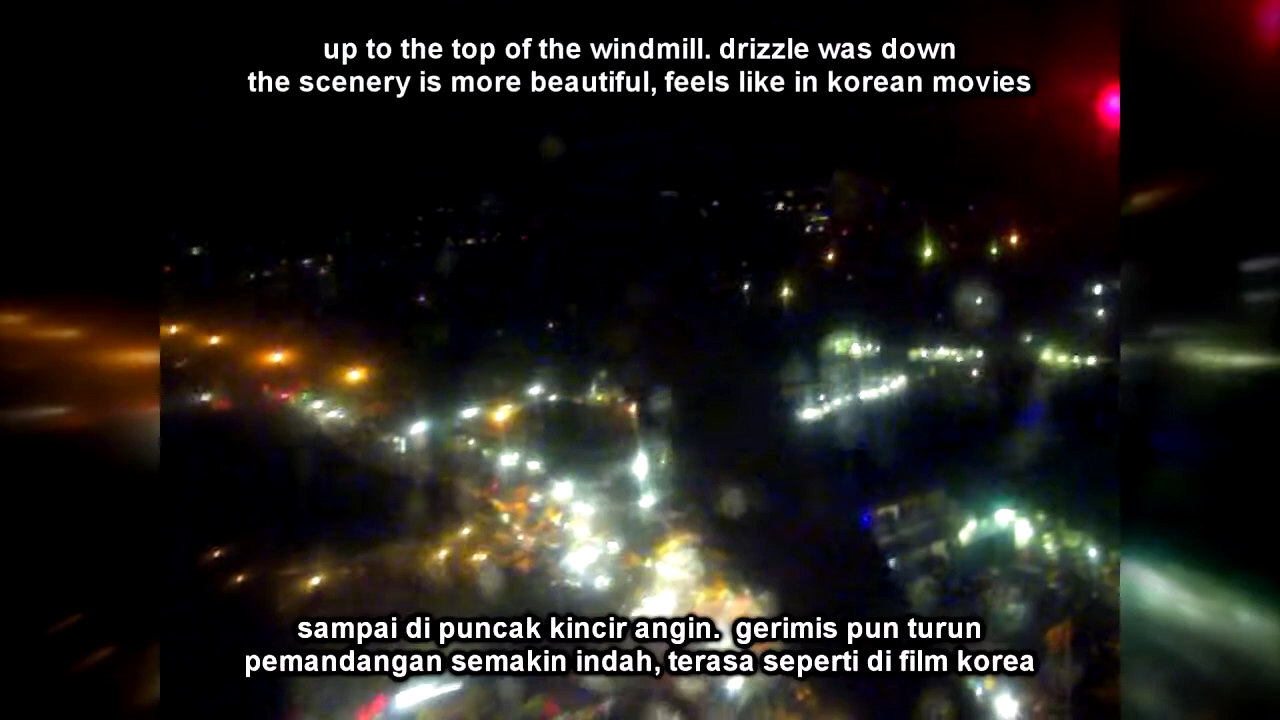 up to the top of the windmill. drizzle was down
the scenery is more beautiful, feels like in korean movies
sampai di puncak kincir angin.  gerimis pun turun
pemandangan semakin indah, terasa seperti di film korea